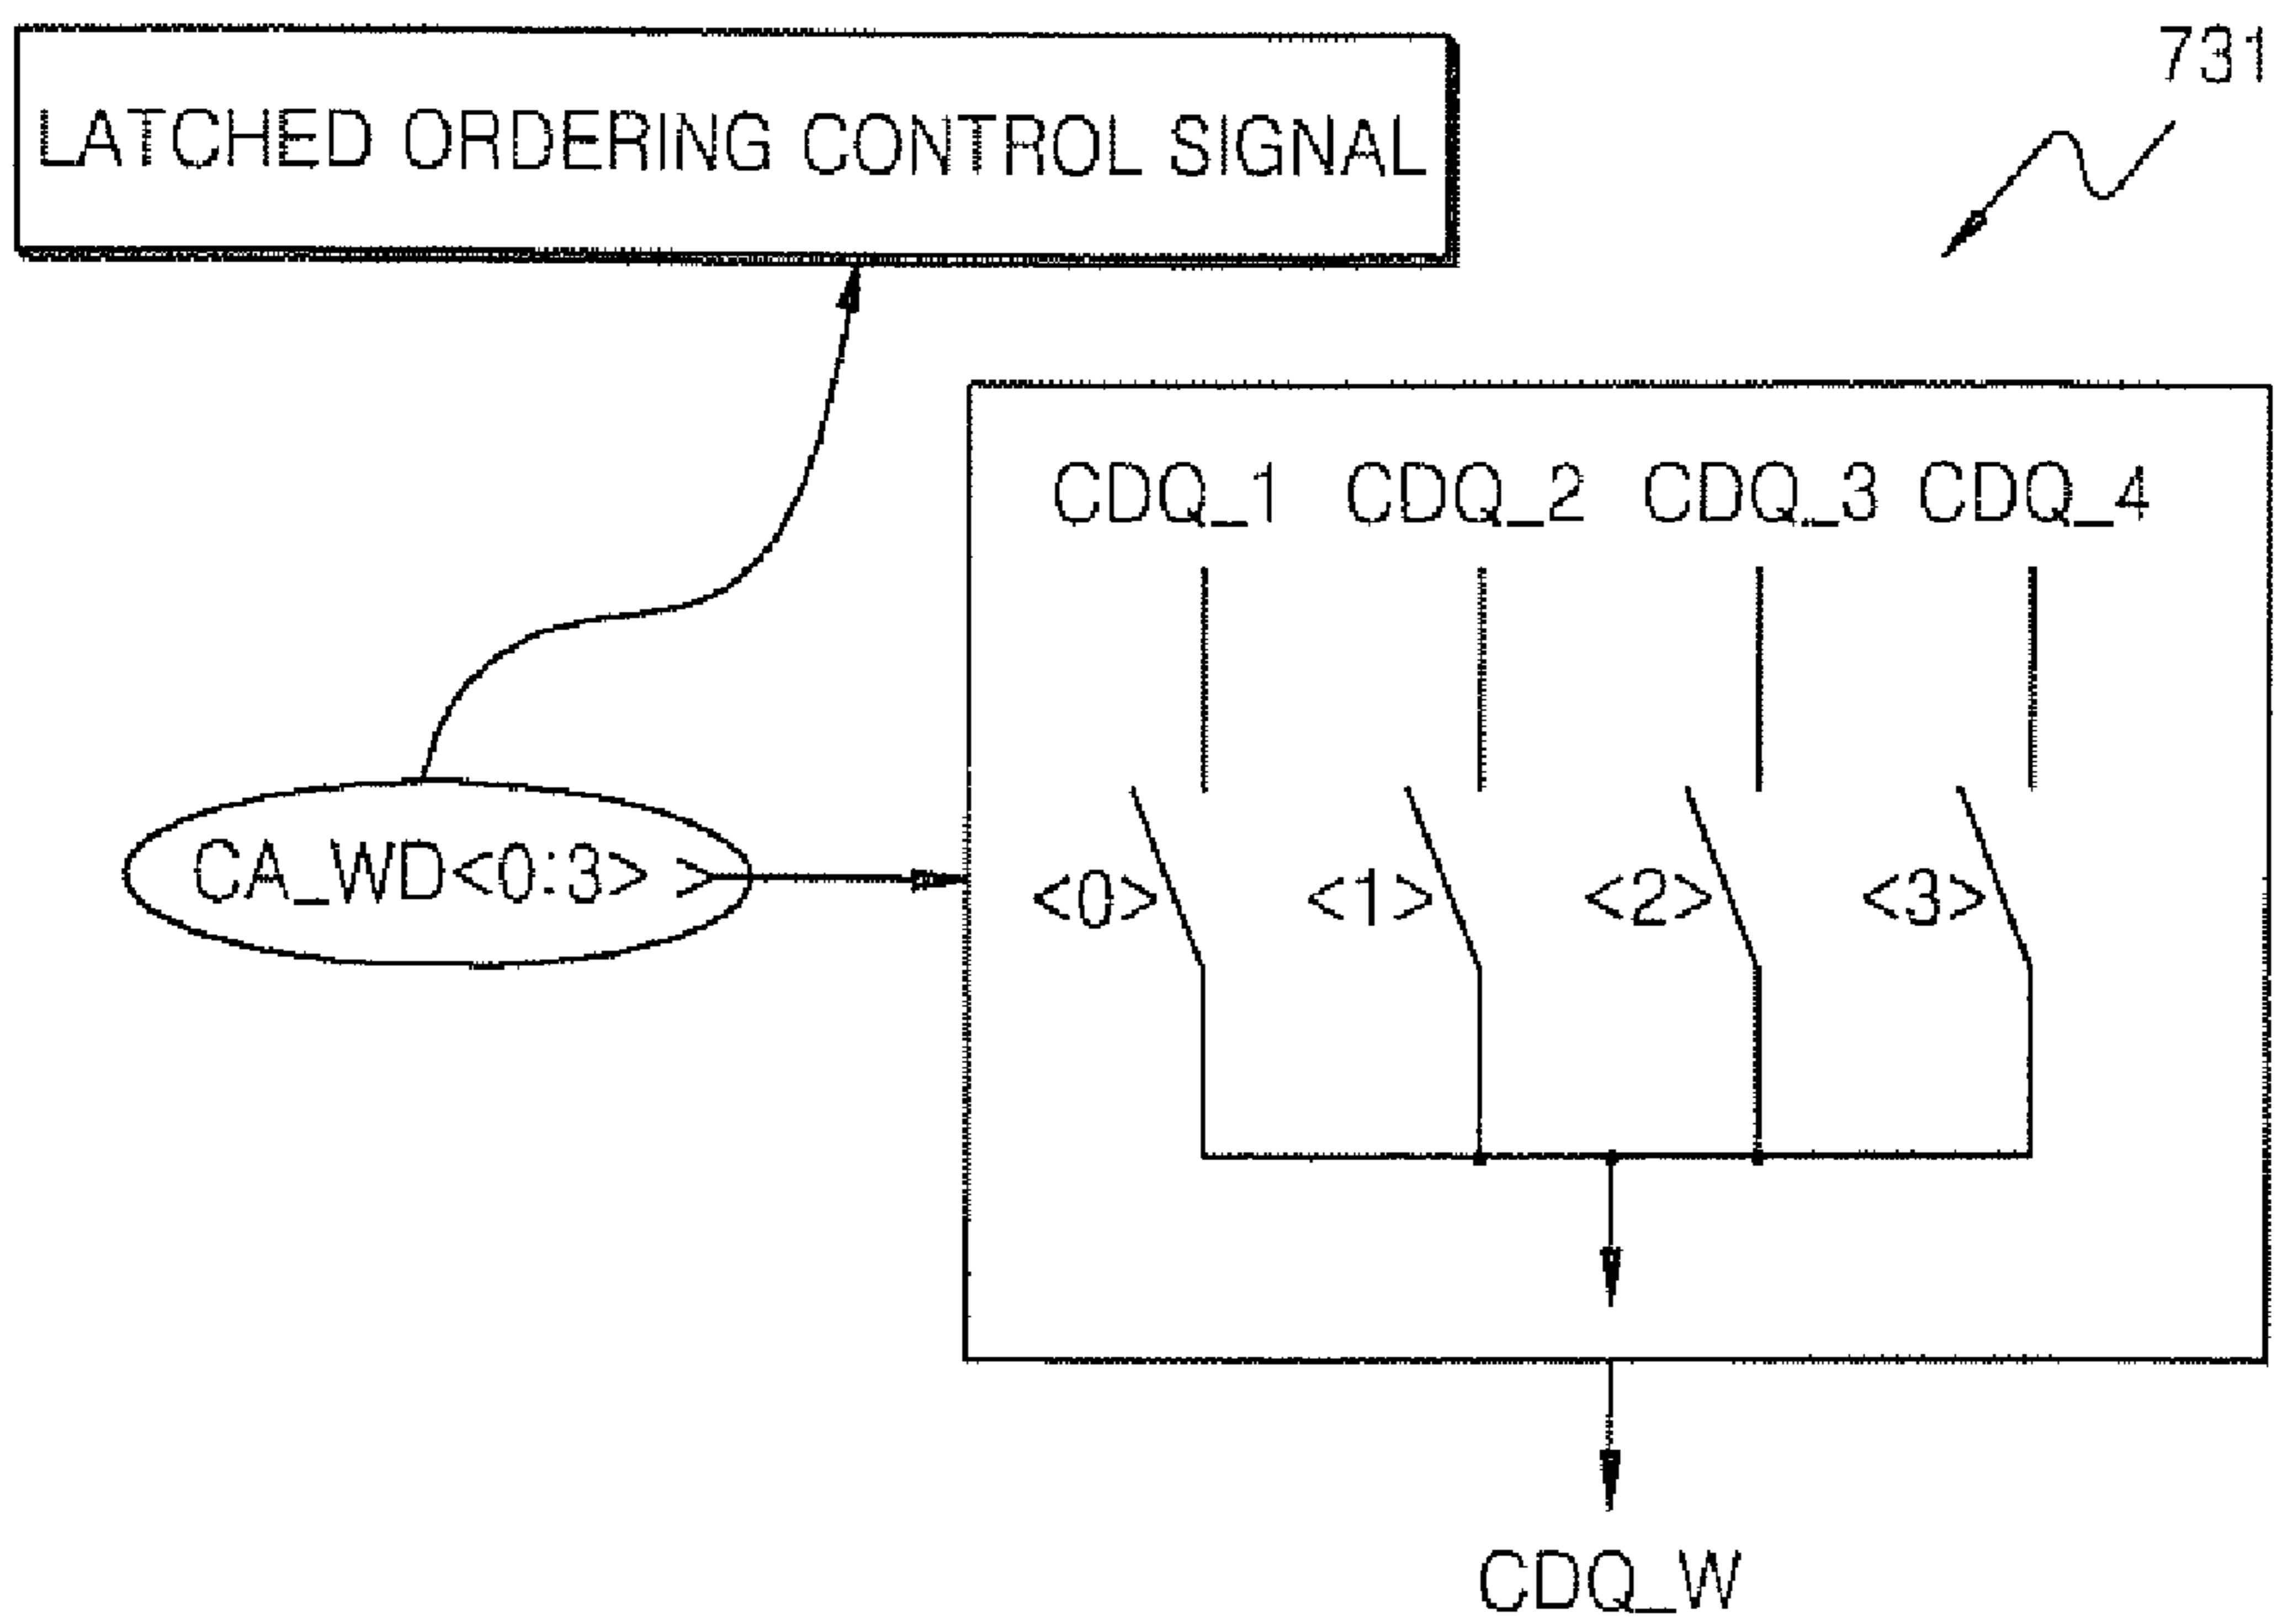 731
LATCHED ORDERING CONTROL SIGNAL
CDQ_1 CDQ_2 CDQ_3 CDQ_4
CA_WD<0:3>
<0> <1> <2> <3>
CDQ_W